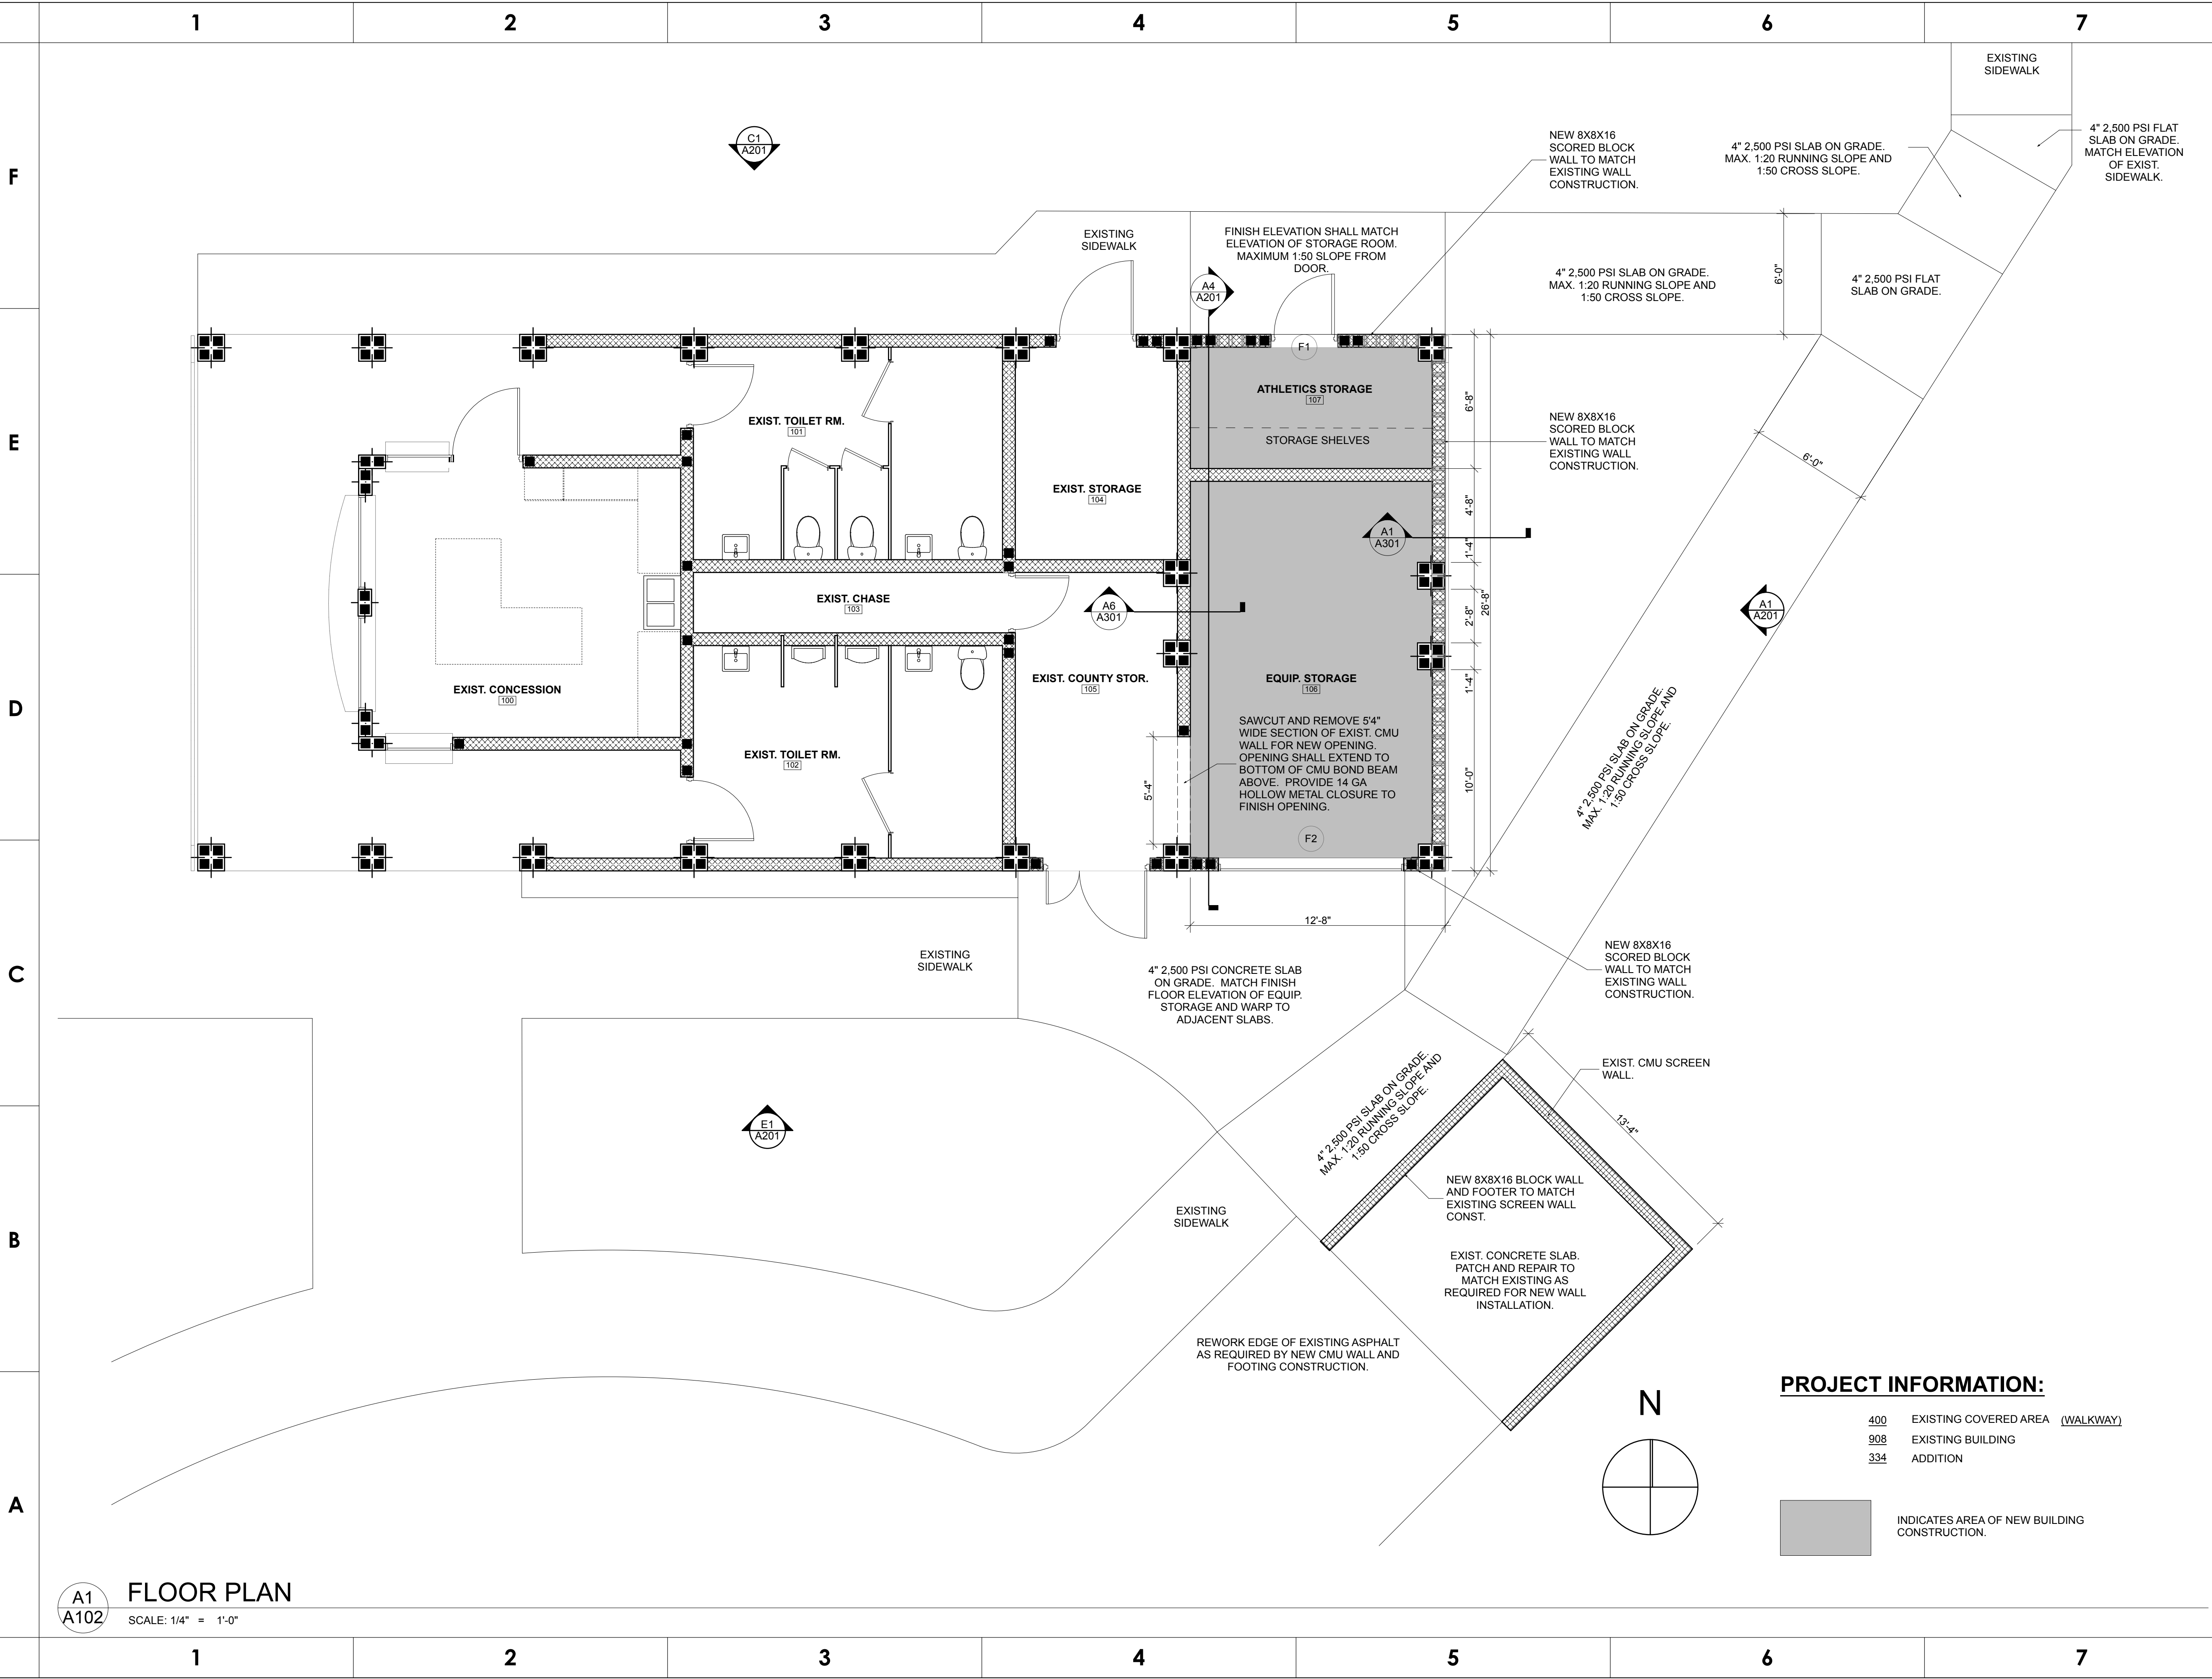 1 2 3 4 5 6 7
F
E
D
C
B
A
EXISTING
SIDEWALK
4" 2,500 PSI FLAT
SLAB ON GRADE.
MATCH ELEVATION
OF EXIST.
SIDEWALK.
4" 2,500 PSI SLAB ON GRADE.
MAX. 1:20 RUNNING SLOPE AND
1:50 CROSS SLOPE.
NEW 8X8X16
SCORED BLOCK
WALL TO MATCH
EXISTING WALL
CONSTRUCTION.
C1
A201
EXISTING
SIDEWALK
FINISH ELEVATION SHALL MATCH
ELEVATION OF STORAGE ROOM.
MAXIMUM 1:50 SLOPE FROM
DOOR.
A4
A201
4" 2,500 PSI SLAB ON GRADE.
MAX. 1:20 RUNNING SLOPE AND
1:50 CROSS SLOPE.
6'-0"
4" 2,500 PSI FLAT
SLAB ON GRADE.
F1
ATHLETICS STORAGE
107
STORAGE SHELVES
6'-8"
NEW 8X8X16
SCORED BLOCK
WALL TO MATCH
EXISTING WALL
CONSTRUCTION.
6'-0"
EXIST. TOILET RM.
101
EXIST. STORAGE
104
4'-8"
A1
A301
1'-4"
EXIST. CHASE
103
A6
A301
2'-8"
26'-8"
A1
A201
EXIST. CONCESSION
100
EXIST. COUNTY STOR.
105
EQUIP. STORAGE
106
1'-4"
SAWCUT AND REMOVE 5'4"
WIDE SECTION OF EXIST. CMU
WALL FOR NEW OPENING.
OPENING SHALL EXTEND TO
BOTTOM OF CMU BOND BEAM
ABOVE. PROVIDE 14 GA
HOLLOW METAL CLOSURE TO
FINISH OPENING.
EXIST. TOILET RM.
102
5'-4"
10'-0"
F2
4" 2,500 PSI SLAB ON GRADE.
MAX. 1:20 RUNNING SLOPE AND
1:50 CROSS SLOPE.
12'-8"
EXISTING
SIDEWALK
4" 2,500 PSI CONCRETE SLAB
ON GRADE. MATCH FINISH
FLOOR ELEVATION OF EQUIP.
STORAGE AND WARP TO
ADJACENT SLABS.
NEW 8X8X16
SCORED BLOCK
WALL TO MATCH
EXISTING WALL
CONSTRUCTION.
EXIST. CMU SCREEN
WALL.
4" 2,500 PSI SLAB ON GRADE.
MAX. 1:20 RUNNING SLOPE AND
1:50 CROSS SLOPE.
13'-4"
E1
A201
NEW 8X8X16 BLOCK WALL
AND FOOTER TO MATCH
EXISTING SCREEN WALL
CONST.
EXISTING
SIDEWALK
EXIST. CONCRETE SLAB.
PATCH AND REPAIR TO
MATCH EXISTING AS
REQUIRED FOR NEW WALL
INSTALLATION.
REWORK EDGE OF EXISTING ASPHALT
AS REQUIRED BY NEW CMU WALL AND
FOOTING CONSTRUCTION.
N
PROJECT INFORMATION:
400 EXISTING COVERED AREA (WALKWAY)
908 EXISTING BUILDING
334 ADDITION
INDICATES AREA OF NEW BUILDING
CONSTRUCTION.
A1
A102
FLOOR PLAN
SCALE: 1/4" = 1'-0"
1 2 3 4 5 6 7